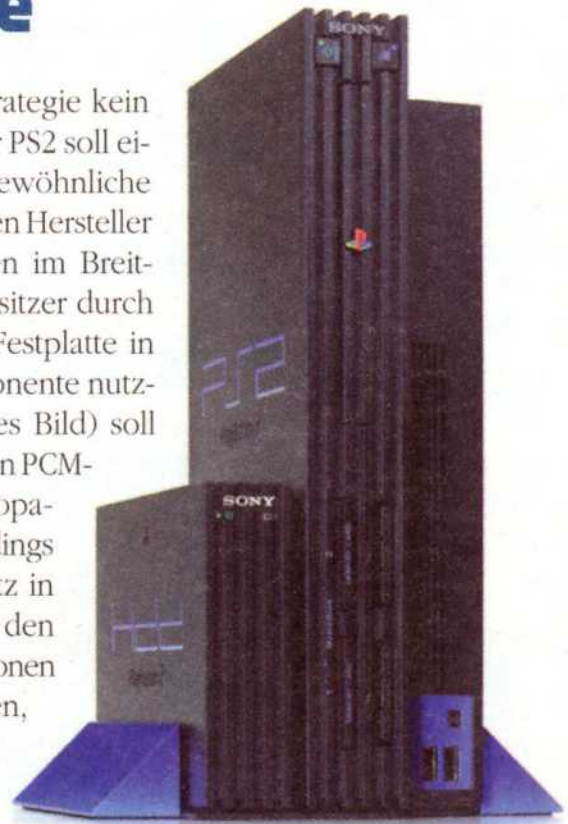 e
rategie kein
r PS2 soll ei-
ewöhnliche
en Hersteller
en im Breit-
sitzer durch
Festplatte in
onente nutz-
es Bild) soll
n PCM-
opa-
dings
tz in
den
onen
en,
SONY
PS2
SONY
HDD